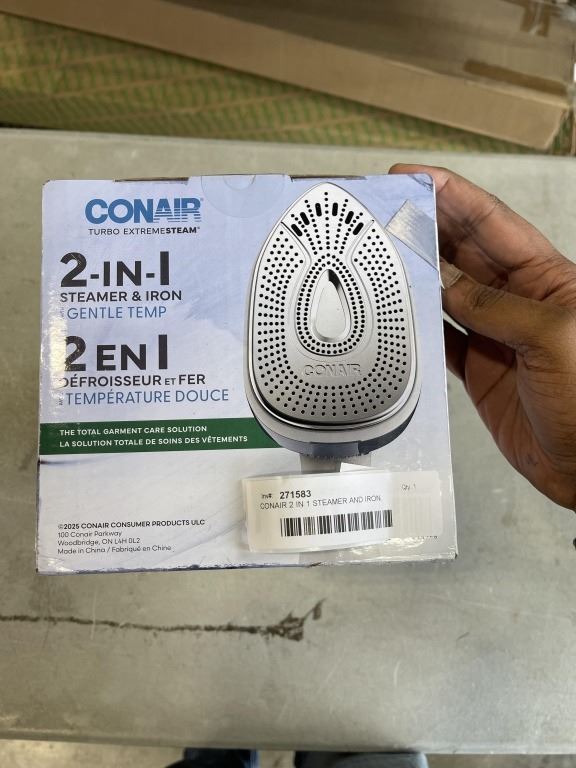 CONAIR
TURBO EXTREMESTEAM®
2-IN-1
STEAMER & IRON
GENTLE TEMP
2 EN 1
DÉFROISSEUR ET FER
TEMPÉRATURE DOUCE
THE TOTAL GARMENT CARE SOLUTION
LA SOLUTION TOTALE DE SOINS DES VÊTEMENTS
CONAIR
Inv#: 271583
Qty: 1
CONAIR 2 IN 1 STEAMER AND IRON
©2025 CONAIR CONSUMER PRODUCTS ULC
100 Conair Parkway
Woodbridge, ON L4H 0L2
Made in China / Fabriqué en Chine